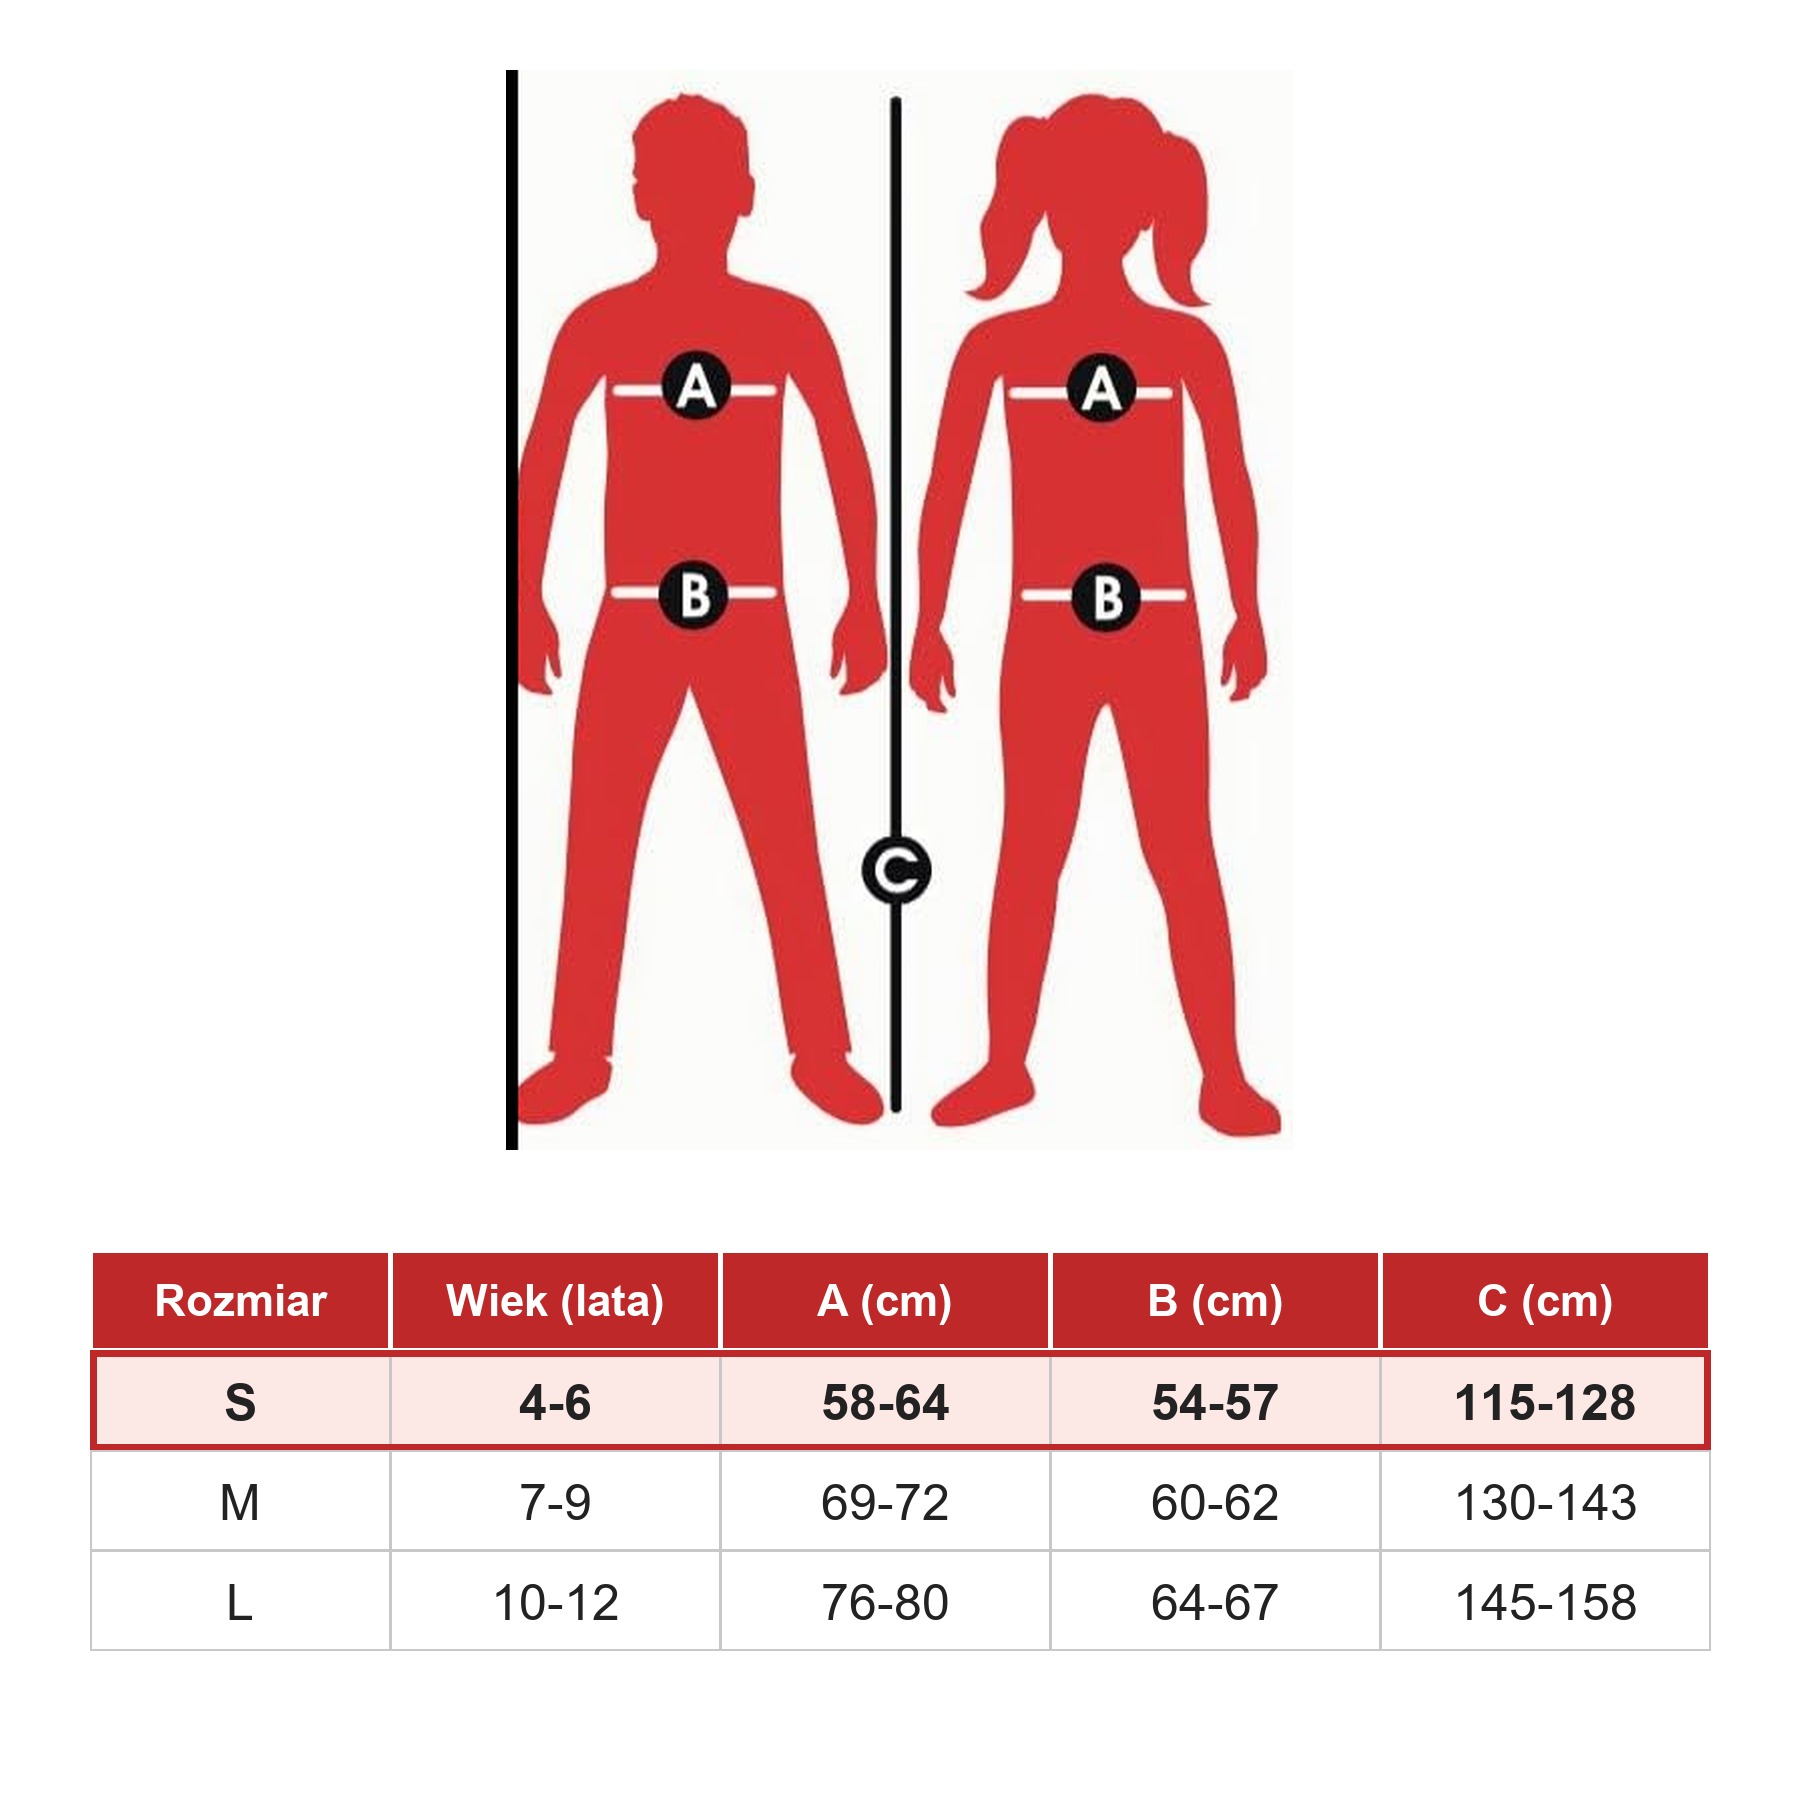 A A
B B
C
Rozmiar Wiek (lata) A (cm) B (cm) C (cm)
S 4-6 58-64 54-57 115-128
M 7-9 69-72 60-62 130-143
L 10-12 76-80 64-67 145-158